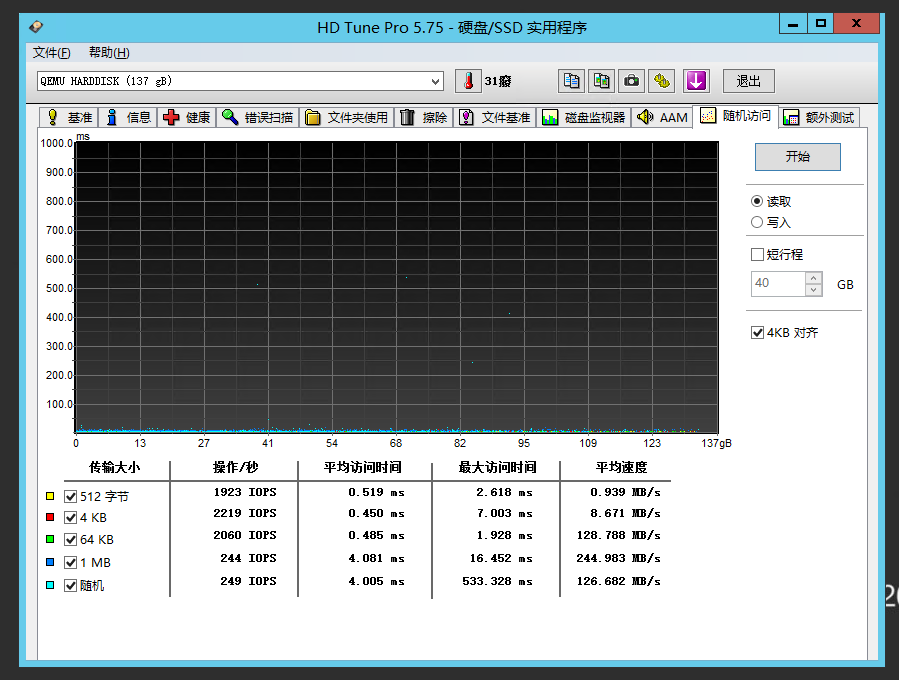 HD Tune Pro 5.75 - 硬盘/SSD 实用程序
文件(F) 帮助(H)
QEMU HARDDISK (137 gB) 31癈 退出
基准 信息 健康 错误扫描 文件夹使用 擦除 文件基准 磁盘监视器 AAM 随机访问 额外测试
ms
1000.0
900.0
800.0
700.0
600.0
500.0
400.0
300.0
200.0
100.0
0 13 27 41 54 68 82 95 109 123 137gB
开始
读取
写入
短行程
40 GB
4KB 对齐
传输大小 操作/秒 平均访问时间 最大访问时间 平均速度
512 字节 1923 IOPS 0.519 ms 2.618 ms 0.939 MB/s
4 KB 2219 IOPS 0.450 ms 7.003 ms 8.671 MB/s
64 KB 2060 IOPS 0.485 ms 1.928 ms 128.788 MB/s
1 MB 244 IOPS 4.081 ms 16.452 ms 244.983 MB/s
随机 249 IOPS 4.005 ms 533.328 ms 126.682 MB/s